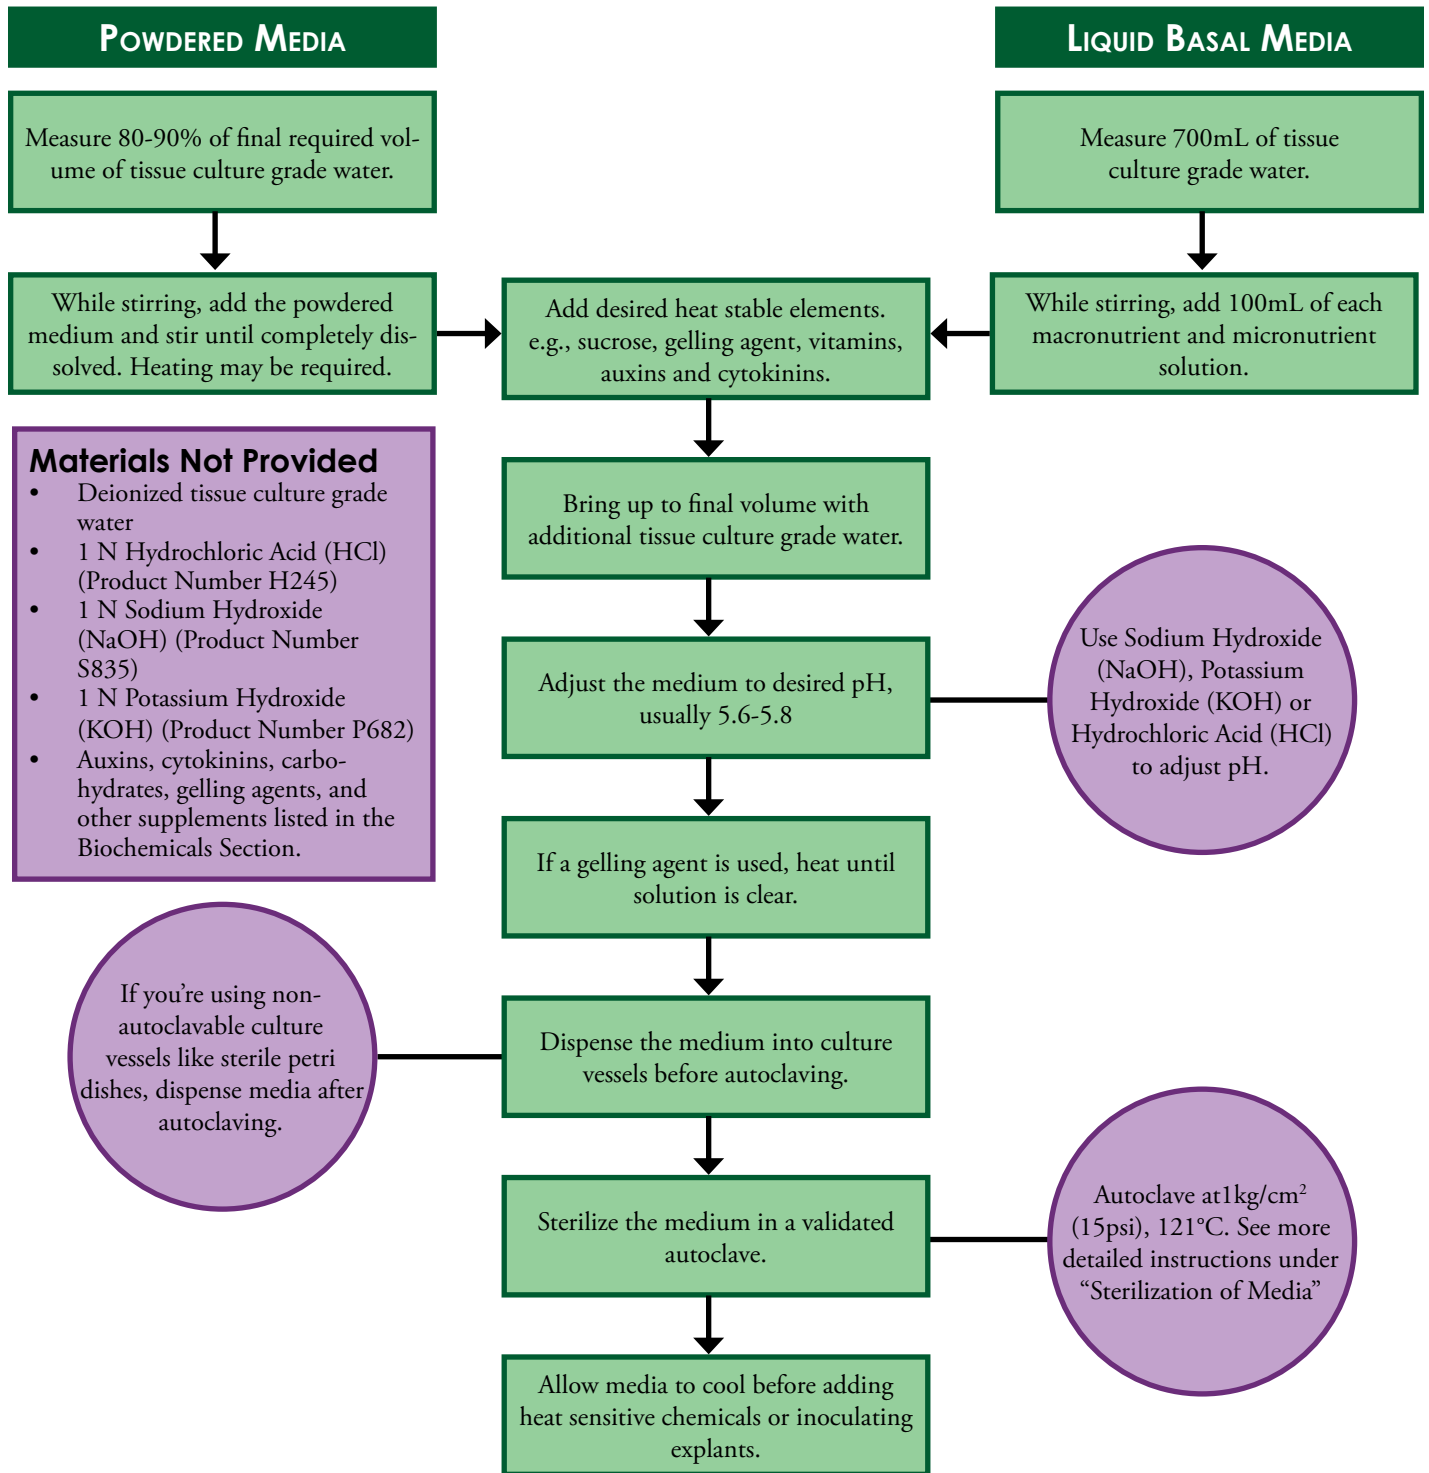 POWDERED MEDIA
LIQUID BASAL MEDIA
Measure 80-90% of final required vol-
ume of tissue culture grade water.
Measure 700mL of tissue
culture grade water.
While stirring, add the powdered
medium and stir until completely dis-
solved. Heating may be required.
Add desired heat stable elements.
e.g., sucrose, gelling agent, vitamins,
auxins and cytokinins.
While stirring, add 100mL of each
macronutrient and micronutrient
solution.
Materials Not Provided
• Deionized tissue culture grade
water
• 1 N Hydrochloric Acid (HCl)
(Product Number H245)
• 1 N Sodium Hydroxide
(NaOH) (Product Number
S835)
• 1 N Potassium Hydroxide
(KOH) (Product Number P682)
• Auxins, cytokinins, carbo-
hydrates, gelling agents, and
other supplements listed in the
Biochemicals Section.
Bring up to final volume with
additional tissue culture grade water.
Adjust the medium to desired pH,
usually 5.6-5.8
Use Sodium Hydroxide
(NaOH), Potassium
Hydroxide (KOH) or
Hydrochloric Acid (HCl)
to adjust pH.
If a gelling agent is used, heat until
solution is clear.
If you’re using non-
autoclavable culture
vessels like sterile petri
dishes, dispense media after
autoclaving.
Dispense the medium into culture
vessels before autoclaving.
Sterilize the medium in a validated
autoclave.
Autoclave at1kg/cm²
(15psi), 121°C. See more
detailed instructions under
“Sterilization of Media”
Allow media to cool before adding
heat sensitive chemicals or inoculating
explants.